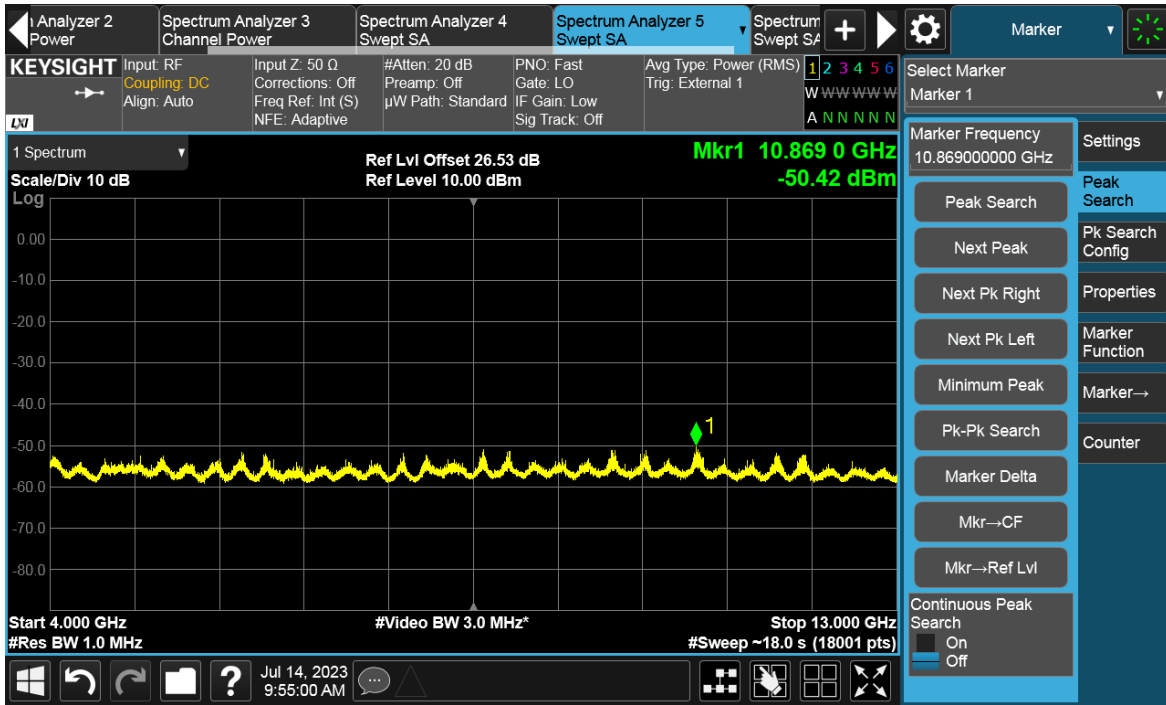 Analyzer 2
Power
Spectrum Analyzer 3
Channel Power
Spectrum Analyzer 4
Swept SA
Spectrum Analyzer 5
Swept SA
Spectrum
Swept SA
+
Marker
KEYSIGHT
LXI
Input: RF
Coupling: DC
Align: Auto
Input Z: 50 Ω
Corrections: Off
Freq Ref: Int (S)
NFE: Adaptive
#Atten: 20 dB
Preamp: Off
µW Path: Standard
PNO: Fast
Gate: LO
IF Gain: Low
Sig Track: Off
Avg Type: Power (RMS)
Trig: External 1
1 2 3 4 5 6
W W W W W W
A N N N N N
Select Marker
Marker 1
1 Spectrum
Scale/Div 10 dB
Log
Ref Lvl Offset 26.53 dB
Ref Level 10.00 dBm
Mkr1 10.869 0 GHz
-50.42 dBm
0.00
-10.0
-20.0
-30.0
-40.0
-50.0
-60.0
-70.0
-80.0
1
Start 4.000 GHz
#Res BW 1.0 MHz
#Video BW 3.0 MHz*
Stop 13.000 GHz
#Sweep ~18.0 s (18001 pts)
Marker Frequency
10.869000000 GHz
Peak Search
Next Peak
Next Pk Right
Next Pk Left
Minimum Peak
Pk-Pk Search
Marker Delta
Mkr→CF
Mkr→Ref Lvl
Continuous Peak
Search
On
Off
Settings
Peak
Search
Pk Search
Config
Properties
Marker
Function
Marker→
Counter
?
Jul 14, 2023
9:55:00 AM